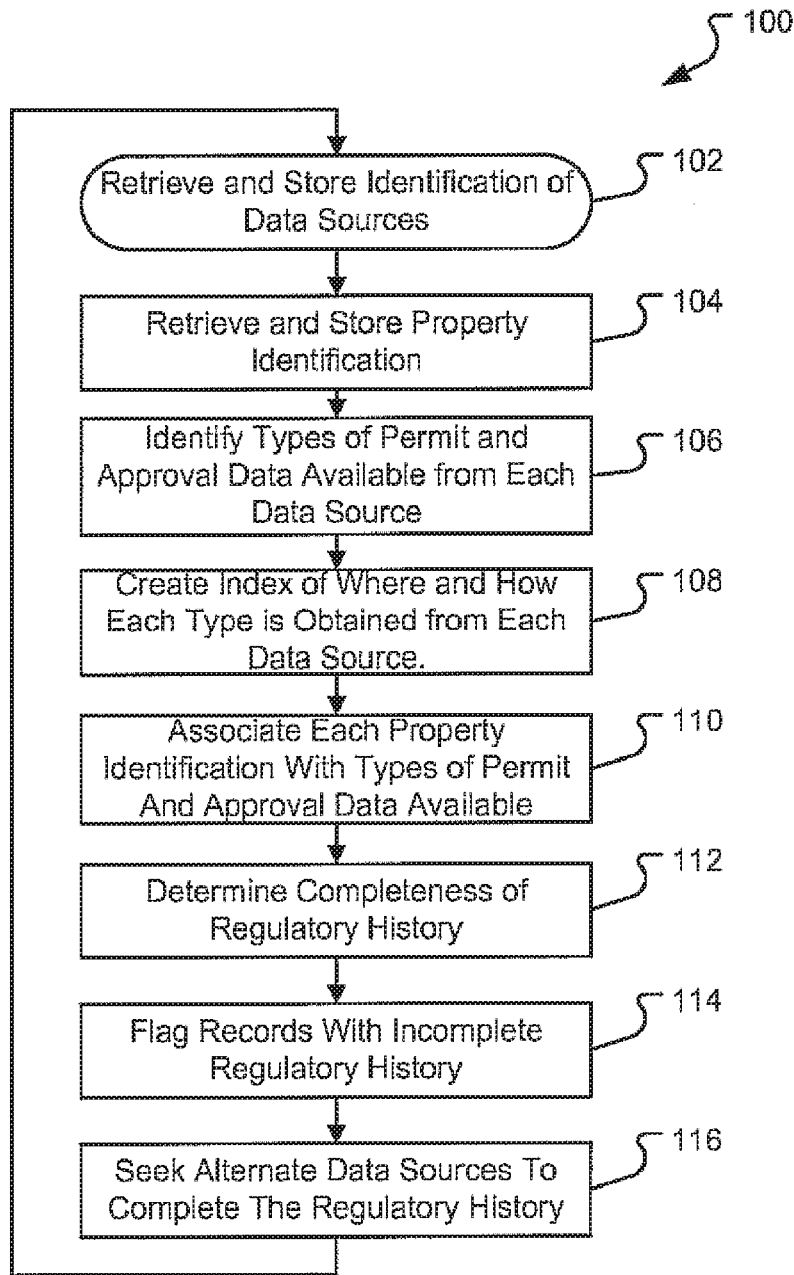 100
Retrieve and Store Identification of
Data Sources
102
Retrieve and Store Property
Identification
104
Identify Types of Permit and
Approval Data Available from Each
Data Source
106
Create Index of Where and How
Each Type is Obtained from Each
Data Source.
108
Associate Each Property
Identification With Types of Permit
And Approval Data Available
110
Determine Completeness of
Regulatory History
112
Flag Records With Incomplete
Regulatory History
114
Seek Alternate Data Sources To
Complete The Regulatory History
116